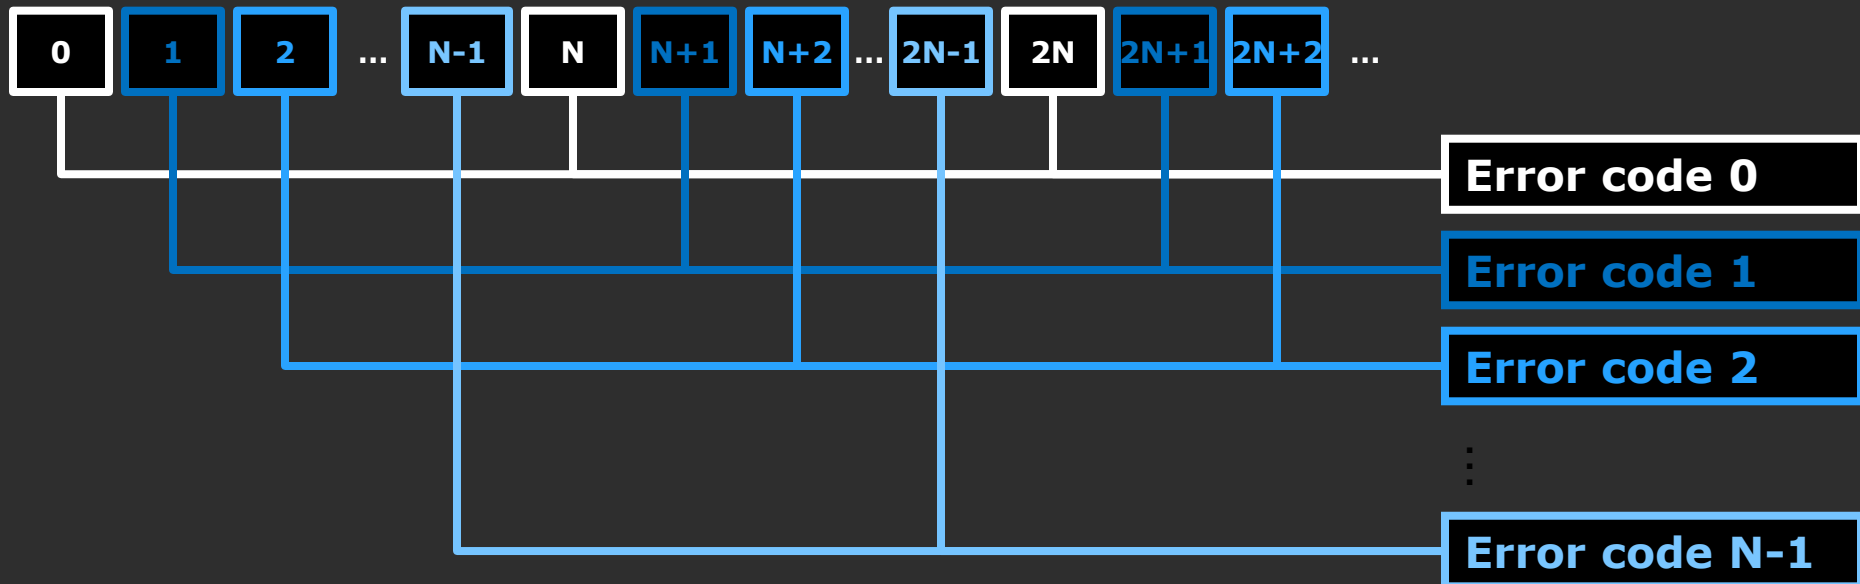 0 1 2 ... N-1 N N+1 N+2 ... 2N-1 2N 2N+1 2N+2 ...
Error code 0
Error code 1
Error code 2
⋮
Error code N-1